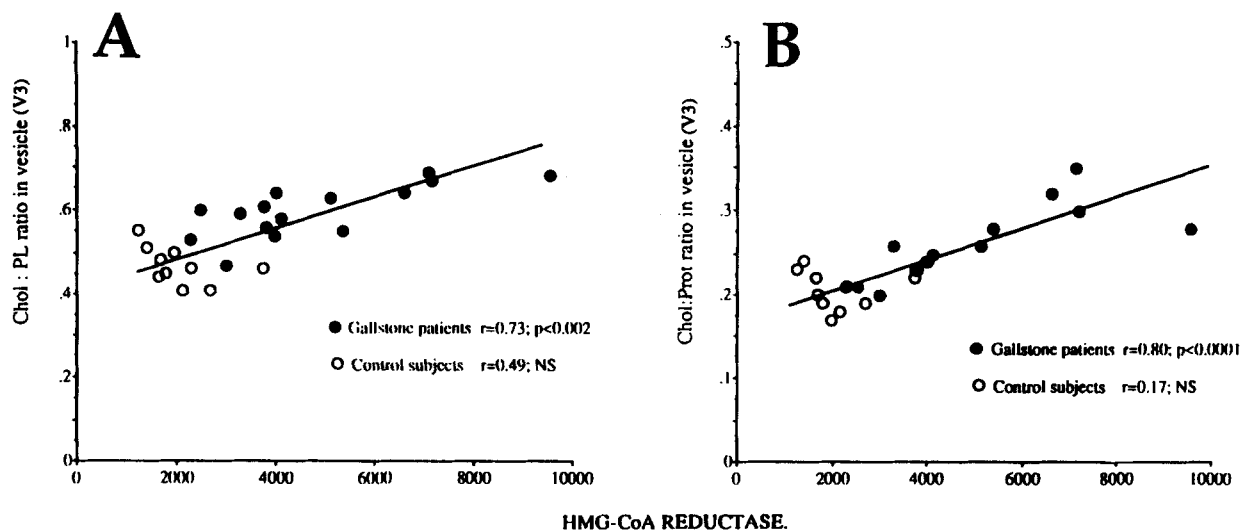 A
Chol : PL ratio in vesicle (V3)
1
.8
.6
.4
.2
0
0 2000 4000 6000 8000 10000
Gallstone patients r=0.73; p<0.002
Control subjects r=0.49; NS
B
Chol:Prot ratio in vesicle (V3)
.5
.4
.3
.2
.1
0
0 2000 4000 6000 8000 10000
Gallstone patients r=0.80; p<0.0001
Control subjects r=0.17; NS
HMG-CoA REDUCTASE.